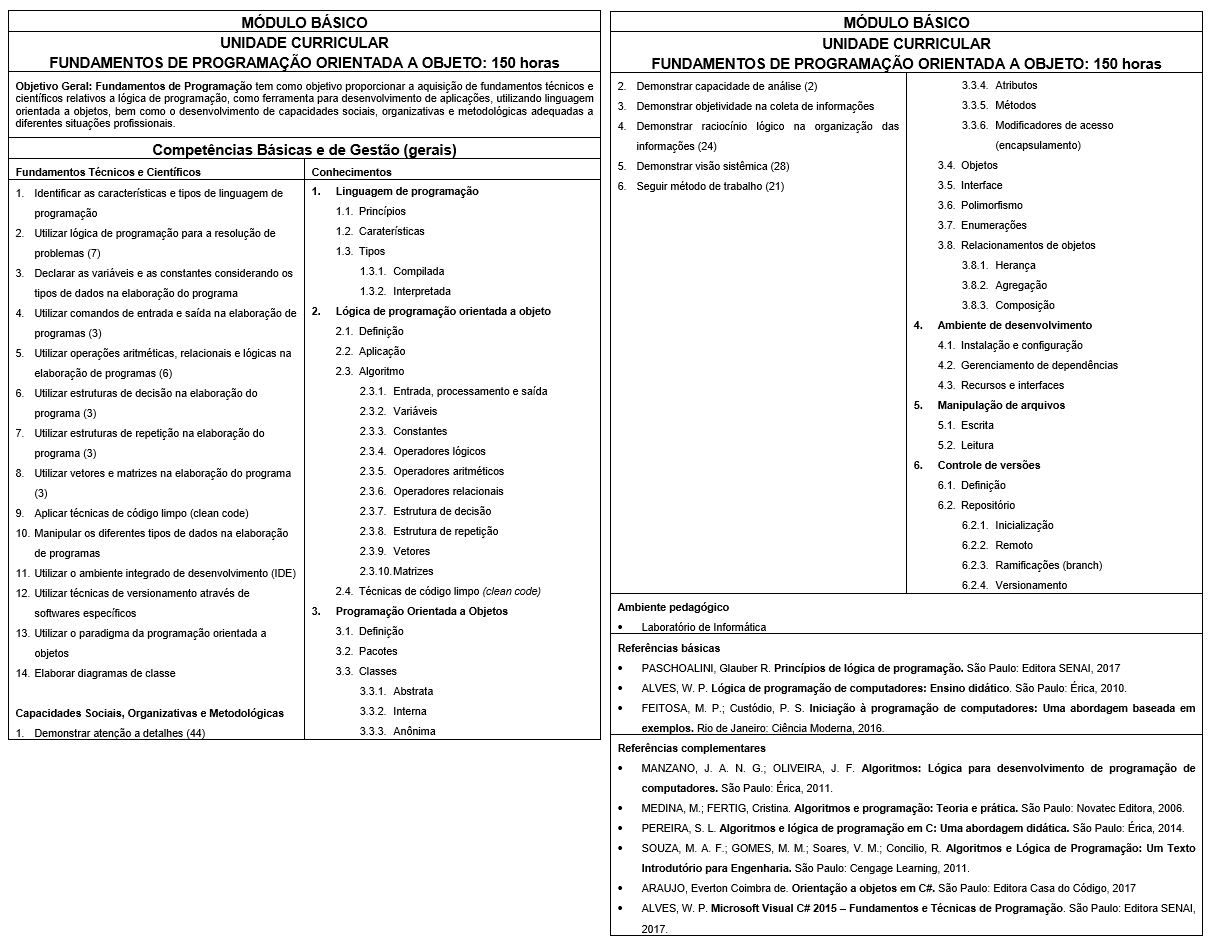 MÓDULO BÁSICO
UNIDADE CURRICULAR
FUNDAMENTOS DE PROGRAMAÇÃO ORIENTADA A OBJETO: 150 horas
Objetivo Geral: Fundamentos de Programação tem como objetivo proporcionar a aquisição de fundamentos técnicos e
científicos relativos a lógica de programação, como ferramenta para desenvolvimento de aplicações, utilizando linguagem
orientada a objetos, bem como o desenvolvimento de capacidades sociais, organizativas e metodológicas adequadas a
diferentes situações profissionais.
Competências Básicas e de Gestão (gerais)
Fundamentos Técnicos e Científicos
1. Identificar as características e tipos de linguagem de
programação
2. Utilizar lógica de programação para a resolução de
problemas (7)
3. Declarar as variáveis e as constantes considerando os
tipos de dados na elaboração do programa
4. Utilizar comandos de entrada e saída na elaboração de
programas (3)
5. Utilizar operações aritméticas, relacionais e lógicas na
elaboração de programas (6)
6. Utilizar estruturas de decisão na elaboração do
programa (3)
7. Utilizar estruturas de repetição na elaboração do
programa (3)
8. Utilizar vetores e matrizes na elaboração do programa
(3)
9. Aplicar técnicas de código limpo (clean code)
10. Manipular os diferentes tipos de dados na elaboração
de programas
11. Utilizar o ambiente integrado de desenvolvimento (IDE)
12. Utilizar técnicas de versionamento através de
softwares específicos
13. Utilizar o paradigma da programação orientada a
objetos
14. Elaborar diagramas de classe
Capacidades Sociais, Organizativas e Metodológicas
1. Demonstrar atenção a detalhes (44)
Conhecimentos
1. Linguagem de programação
1.1. Princípios
1.2. Caraterísticas
1.3. Tipos
1.3.1. Compilada
1.3.2. Interpretada
2. Lógica de programação orientada a objeto
2.1. Definição
2.2. Aplicação
2.3. Algoritmo
2.3.1. Entrada, processamento e saída
2.3.2. Variáveis
2.3.3. Constantes
2.3.4. Operadores lógicos
2.3.5. Operadores aritméticos
2.3.6. Operadores relacionais
2.3.7. Estrutura de decisão
2.3.8. Estrutura de repetição
2.3.9. Vetores
2.3.10. Matrizes
2.4. Técnicas de código limpo (clean code)
3. Programação Orientada a Objetos
3.1. Definição
3.2. Pacotes
3.3. Classes
3.3.1. Abstrata
3.3.2. Interna
3.3.3. Anônima
MÓDULO BÁSICO
UNIDADE CURRICULAR
FUNDAMENTOS DE PROGRAMAÇÃO ORIENTADA A OBJETO: 150 horas
2. Demonstrar capacidade de análise (2)
3. Demonstrar objetividade na coleta de informações
4. Demonstrar raciocínio lógico na organização das
informações (24)
5. Demonstrar visão sistêmica (28)
6. Seguir método de trabalho (21)
3.3.4. Atributos
3.3.5. Métodos
3.3.6. Modificadores de acesso
(encapsulamento)
3.4. Objetos
3.5. Interface
3.6. Polimorfismo
3.7. Enumerações
3.8. Relacionamentos de objetos
3.8.1. Herança
3.8.2. Agregação
3.8.3. Composição
4. Ambiente de desenvolvimento
4.1. Instalação e configuração
4.2. Gerenciamento de dependências
4.3. Recursos e interfaces
5. Manipulação de arquivos
5.1. Escrita
5.2. Leitura
6. Controle de versões
6.1. Definição
6.2. Repositório
6.2.1. Inicialização
6.2.2. Remoto
6.2.3. Ramificações (branch)
6.2.4. Versionamento
Ambiente pedagógico
• Laboratório de Informática
Referências básicas
• PASCHOALINI, Glauber R. Princípios de lógica de programação. São Paulo: Editora SENAI, 2017
• ALVES, W. P. Lógica de programação de computadores: Ensino didático. São Paulo: Érica, 2010.
• FEITOSA, M. P.; Custódio, P. S. Iniciação à programação de computadores: Uma abordagem baseada em
exemplos. Rio de Janeiro: Ciência Moderna, 2016.
Referências complementares
• MANZANO, J. A. N. G.; OLIVEIRA, J. F. Algoritmos: Lógica para desenvolvimento de programação de
computadores. São Paulo: Érica, 2011.
• MEDINA, M.; FERTIG, Cristina. Algoritmos e programação: Teoria e prática. São Paulo: Novatec Editora, 2006.
• PEREIRA, S. L. Algoritmos e lógica de programação em C: Uma abordagem didática. São Paulo: Érica, 2014.
• SOUZA, M. A. F.; GOMES, M. M.; Soares, V. M.; Concilio, R. Algoritmos e Lógica de Programação: Um Texto
Introdutório para Engenharia. São Paulo: Cengage Learning, 2011.
• ARAUJO, Everton Coimbra de. Orientação a objetos em C#. São Paulo: Editora Casa do Código, 2017
• ALVES, W. P. Microsoft Visual C# 2015 – Fundamentos e Técnicas de Programação. São Paulo: Editora SENAI,
2017.